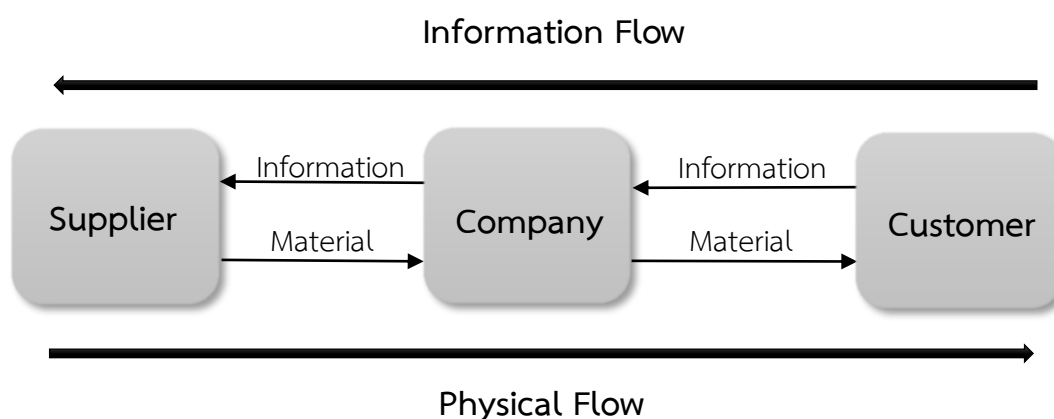 Information Flow
Information
Information
Supplier
Company
Customer
Material
Material
Physical Flow